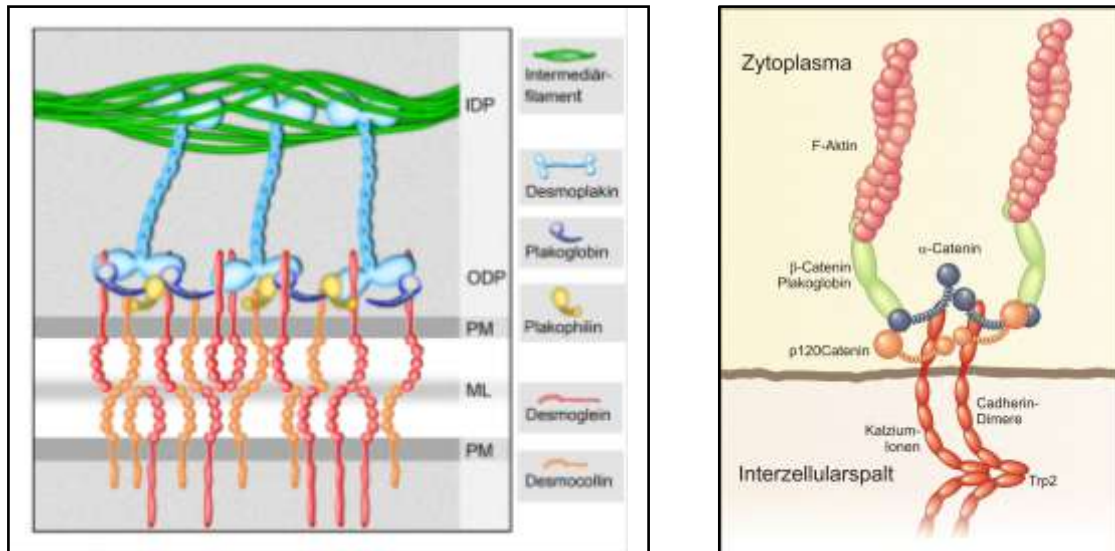 IDP
ODP
PM
ML
PM
Intermediär-
filament
Desmoplakin
Plakoglobin
Plakophilin
Desmoglein
Desmocollin
Zytoplasma
F-Aktin
α-Catenin
β-Catenin
Plakoglobin
p120Catenin
Kalzium-
Ionen
Cadherin-
Dimere
Interzellularspalt
Trp2